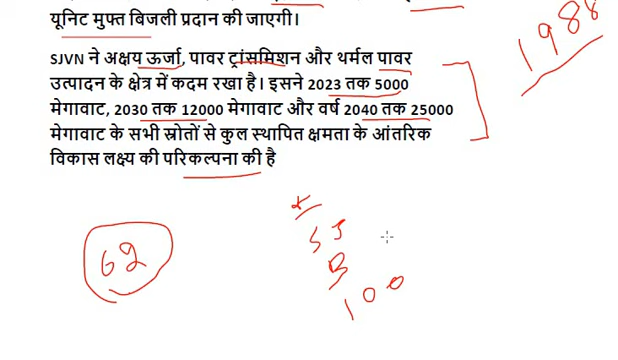 यूनिट मुफ्त बिजली प्रदान की जाएगी।
1988
SJVN ने अक्षय ऊर्जा, पावर ट्रांसमिशन और थर्मल पावर
उत्पादन के क्षेत्र में कदम रखा है। इसने 2023 तक 5000
मेगावाट, 2030 तक 12000 मेगावाट और वर्ष 2040 तक 25000
मेगावाट के सभी स्रोतों से कुल स्थापित क्षमता के आंतरिक
विकास लक्ष्य की परिकल्पना की है
62
SJ
B
100